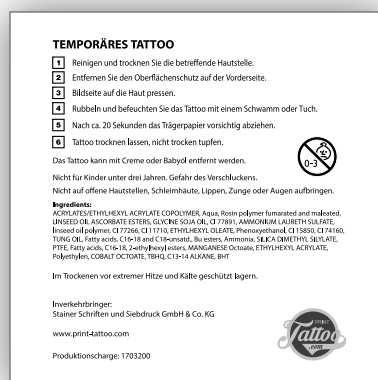 TEMPORÄRES TATTOO
1 Reinigen und trocknen Sie die betreffende Hautstelle.
2 Entfernen Sie den Oberflächenschutz auf der Vorderseite.
3 Bildseite auf die Haut pressen.
4 Rubbeln und befeuchten Sie das Tattoo mit einem Schwamm oder Tuch.
5 Nach ca. 20 Sekunden das Trägerpapier vorsichtig abziehen.
6 Tattoo trocknen lassen, nicht trocken tupfen.
Das Tattoo kann mit Creme oder Babyöl entfernt werden.
0-3
Nicht für Kinder unter drei Jahren. Gefahr des Verschluckens.
Nicht auf offene Hautstellen, Schleimhäute, Lippen, Zunge oder Augen aufbringen.
Ingredients:
ACRYLATES/ETHYLHEXYL ACRYLATE COPOLYMER, Aqua, Rosin polymer fumarated and maleated,
LINSEED OIL ASCORBATE ESTERS, GLYCINE SOJA OIL, CI 77891, AMMONIUM LAURETH SULFATE,
linseed oil polymer, CI 77266, CI 11710, ETHYLHEXYL OLEATE, Phenoxyethanol, CI 15850, CI 74160,
TUNG OIL, Fatty acids, C16-18 and C18-unsatd., Bu esters, Ammonia, SILICA DIMETHYL SILYLATE,
PTFE, Fatty acids, C16-18, 2-ethylhexyl esters, MANGANESE Octoate, ETHYLHEXYL ACRYLATE,
Polyethylen, COBALT OCTOATE, TBHQ, C13-14 ALKANE, BHT
Im Trockenen vor extremer Hitze und Kälte geschützt lagern.
Inverkehrbringer:
Stainer Schriften und Siebdruck GmbH & Co. KG
www.print-tattoo.com
PRINT
Tattoo
.com
Produktionscharge: 1703200